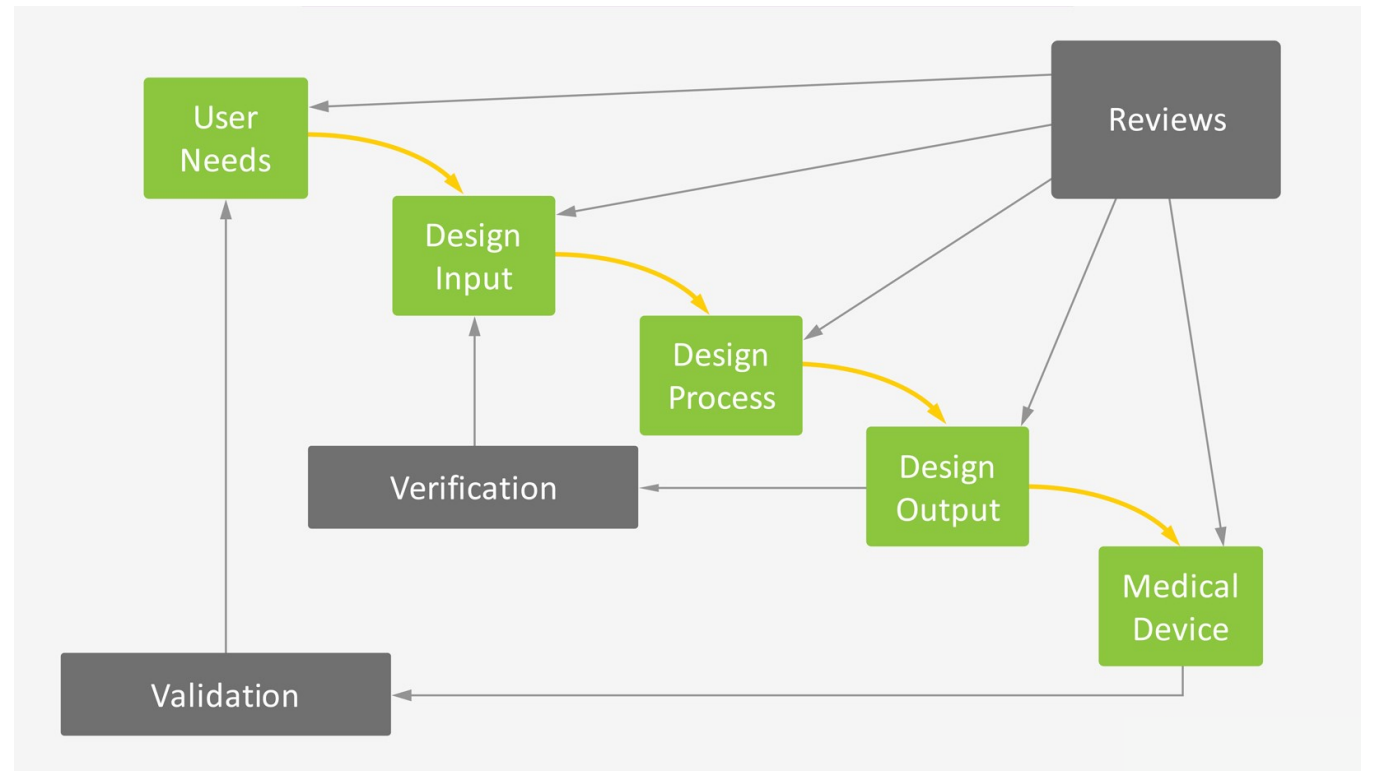 User
Needs
Reviews
Design
Input
Design
Process
Design
Output
Verification
Medical
Device
Validation